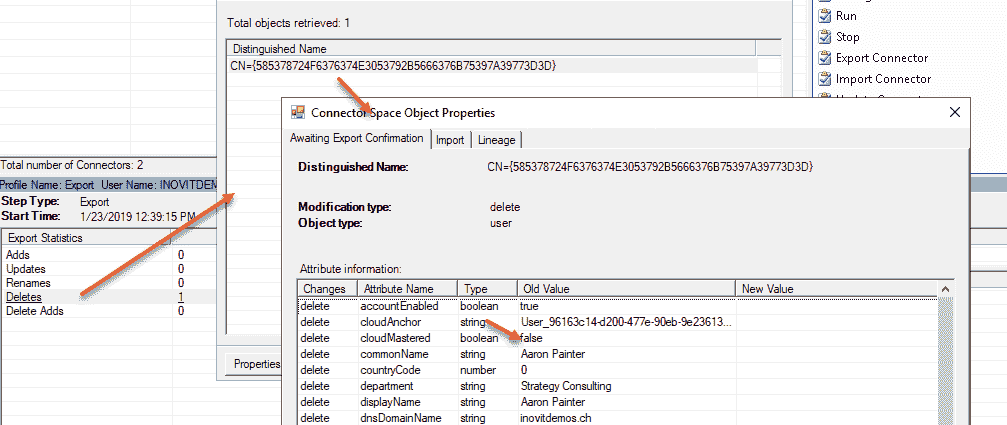 Total objects retrieved: 1
Distinguished Name
CN={585378724F6376374E3053792B5666376B75397A39773D3D}
Run
Stop
Export Connector
Import Connector
Connector Space Object Properties
Awaiting Export Confirmation Import Lineage
Distinguished Name: CN={585378724F6376374E3053792B5666376B75397A39773D3D}
Modification type: delete
Object type: user
Total number of Connectors: 2
Profile Name: Export User Name: INOVITDEM
Step Type: Export
Start Time: 1/23/2019 12:39:15 PM
Export Statistics
Adds 0
Updates 0
Renames 0
Deletes 1
Delete Adds 0
Properties
Attribute information:
Changes Attribute Name Type Old Value New Value
delete accountEnabled boolean true
delete cloudAnchor string User_96163c14-d200-477e-90eb-9e23613...
delete cloudMastered boolean false
delete commonName string Aaron Painter
delete countryCode number 0
delete department string Strategy Consulting
delete displayName string Aaron Painter
delete dnsDomainName string inovitdemos.ch